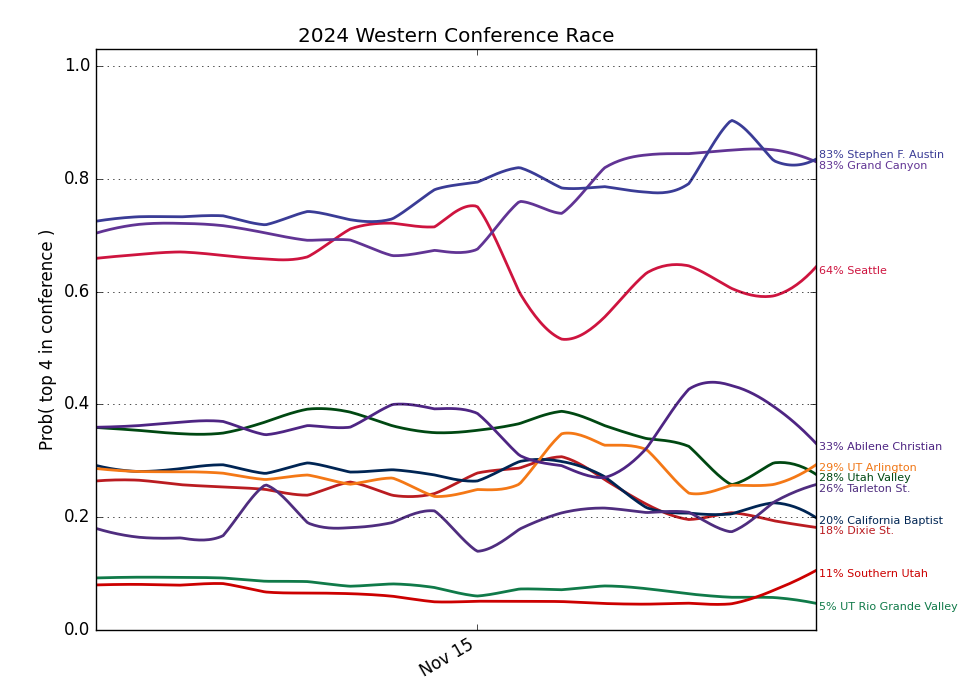 2024 Western Conference Race
Prob( top 4 in conference )
1.0
0.8
0.6
0.4
0.2
0.0
Nov 15
83% Stephen F. Austin
83% Grand Canyon
64% Seattle
33% Abilene Christian
29% UT Arlington
28% Utah Valley
26% Tarleton St.
20% California Baptist
18% Dixie St.
11% Southern Utah
5% UT Rio Grande Valley